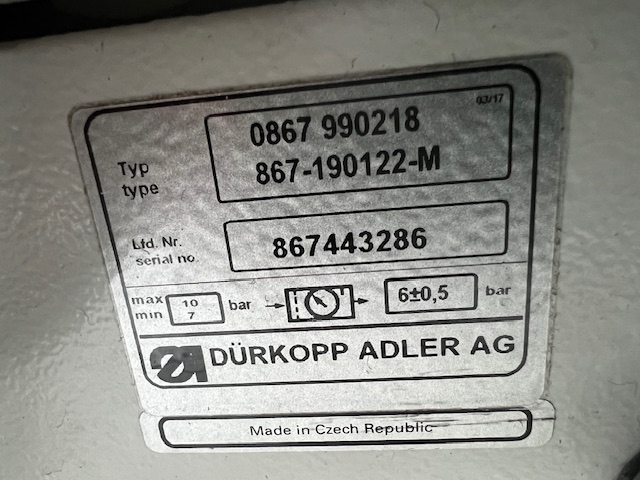 03/17
Typ
type
0867 990218
867-190122-M
Lfd. Nr.
serial no.
867443286
max
min
10
7
bar
6±0,5
bar
DÜRKOPP ADLER AG
Made in Czech Republic